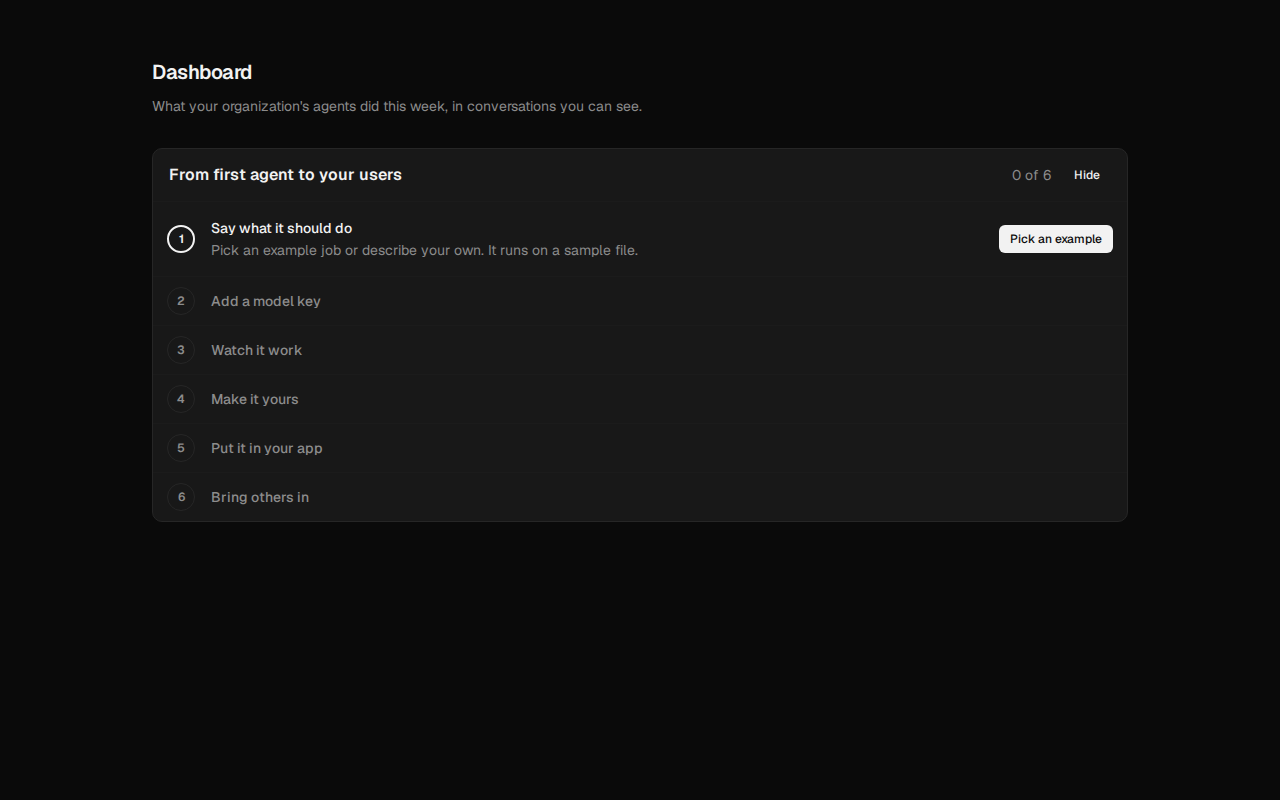 Dashboard
What your organization's agents did this week, in conversations you can see.
From first agent to your users
0 of 6
Hide
1
Say what it should do
Pick an example job or describe your own. It runs on a sample file.
Pick an example
2
Add a model key
3
Watch it work
4
Make it yours
5
Put it in your app
6
Bring others in